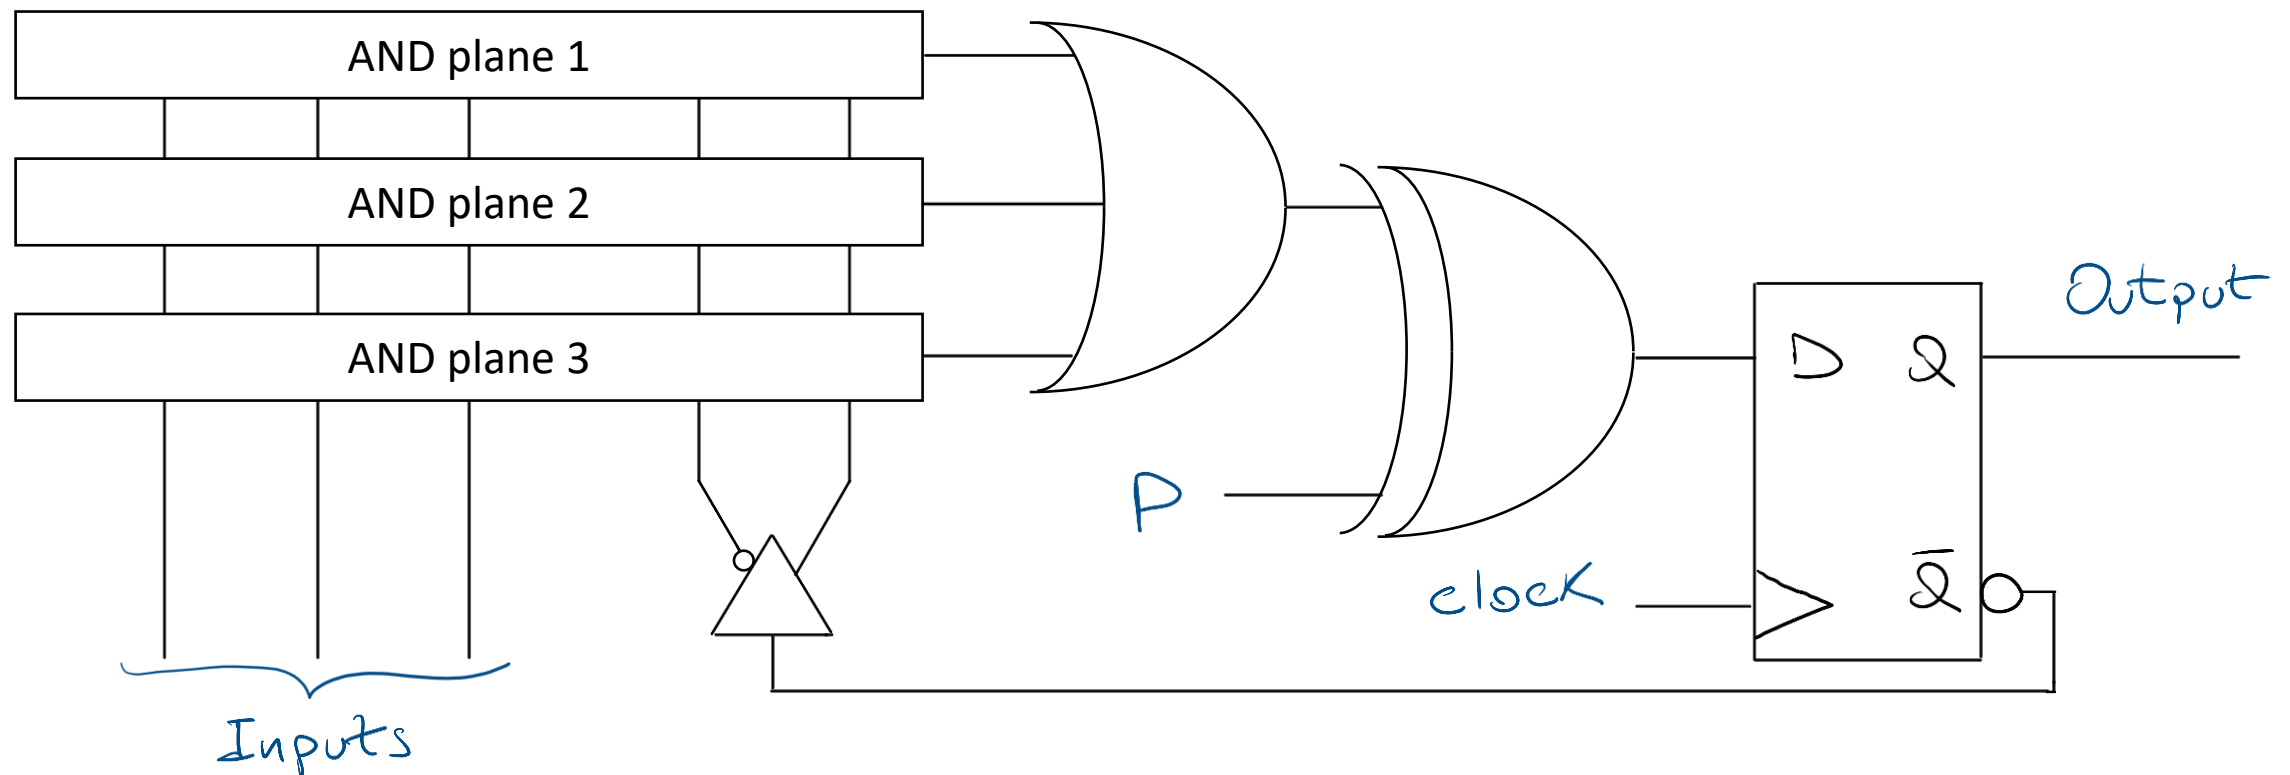 AND plane 1
AND plane 2
AND plane 3
Output
D Q
P
clock
Q̅
Inputs